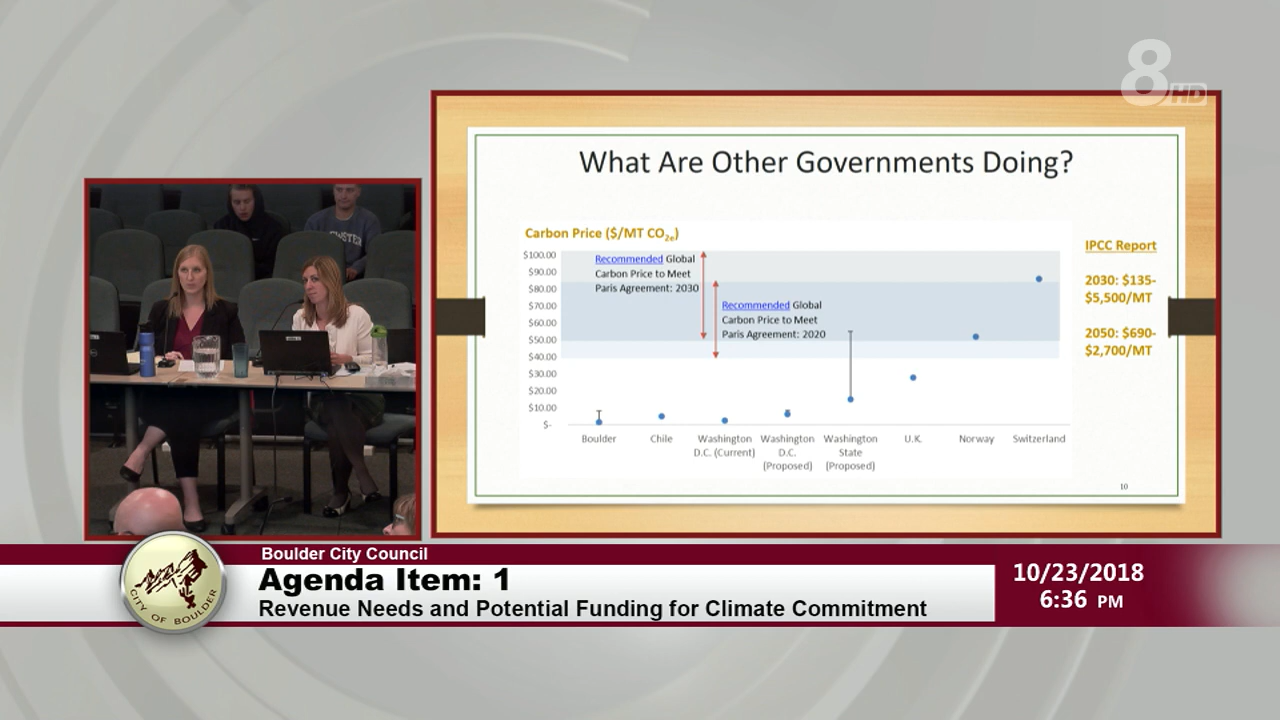 8
HD
What Are Other Governments Doing?
Carbon Price ($/MT CO2e)
$100.00
$90.00
$80.00
$70.00
$60.00
$50.00
$40.00
$30.00
$20.00
$10.00
$-
Recommended Global
Carbon Price to Meet
Paris Agreement: 2030
Recommended Global
Carbon Price to Meet
Paris Agreement: 2020
Boulder
Chile
Washington
D.C. (Current)
Washington
D.C.
(Proposed)
Washington
State
(Proposed)
U.K.
Norway
Switzerland
IPCC Report
2030: $135-
$5,500/MT
2050: $690-
$2,700/MT
10
Boulder City Council
Agenda Item: 1
Revenue Needs and Potential Funding for Climate Commitment
10/23/2018
6:36 PM
CITY OF BOULDER